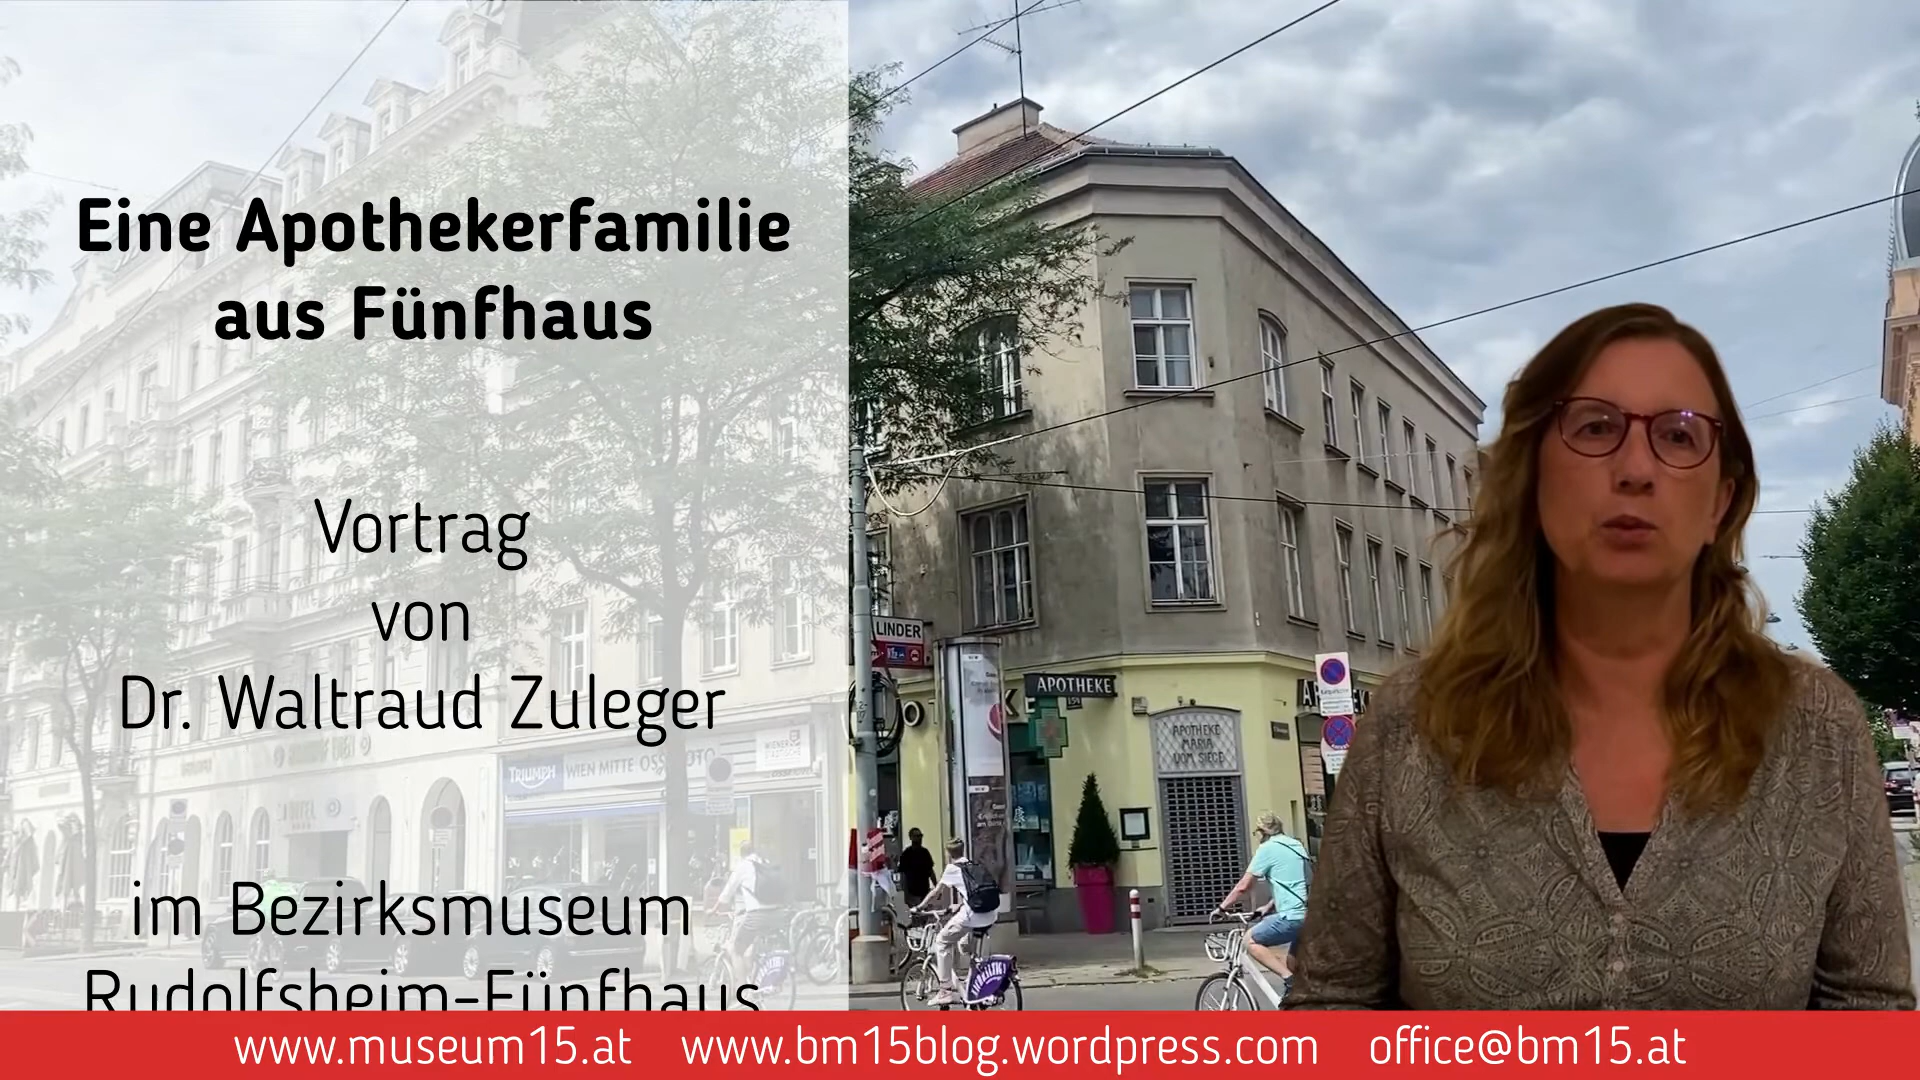 Eine Apothekerfamilie
aus Fünfhaus
Vortrag
von
Dr. Waltraud Zuleger
im Bezirksmuseum
Rudolfsheim-Fünfhaus
TRIUMPH WIEN MITTE
LINDER
APOTHEKE
154
APOTHEKE
MARIA
VOM SIEGE
www.museum15.at www.bm15blog.wordpress.com office@bm15.at